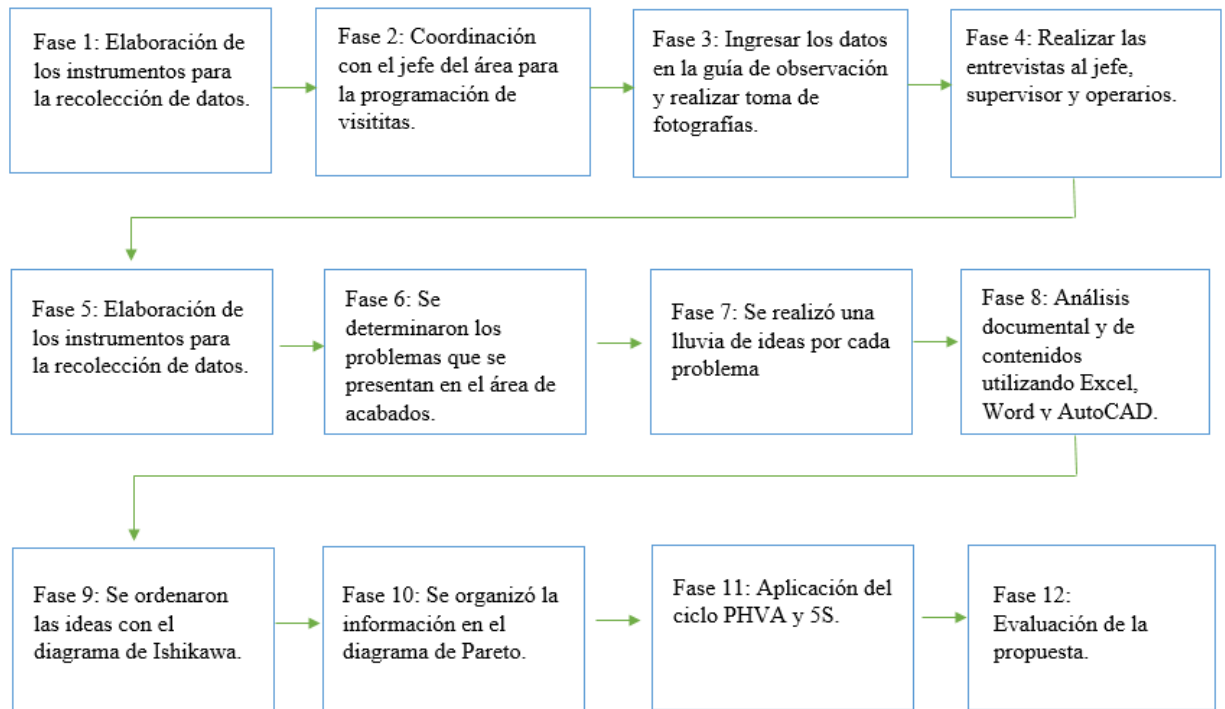 Fase 1: Elaboración de
los instrumentos para
la recolección de datos.
Fase 2: Coordinación
con el jefe del área para
la programación de
visititas.
Fase 3: Ingresar los datos
en la guía de observación
y realizar toma de
fotografías.
Fase 4: Realizar las
entrevistas al jefe,
supervisor y operarios.
Fase 5: Elaboración de
los instrumentos para
la recolección de datos.
Fase 6: Se
determinaron los
problemas que se
presentan en el área de
acabados.
Fase 7: Se realizó una
lluvia de ideas por cada
problema
Fase 8: Análisis
documental y de
contenidos
utilizando Excel,
Word y AutoCAD.
Fase 9: Se ordenaron
las ideas con el
diagrama de Ishikawa.
Fase 10: Se organizó la
información en el
diagrama de Pareto.
Fase 11: Aplicación del
ciclo PHVA y 5S.
Fase 12:
Evaluación de la
propuesta.